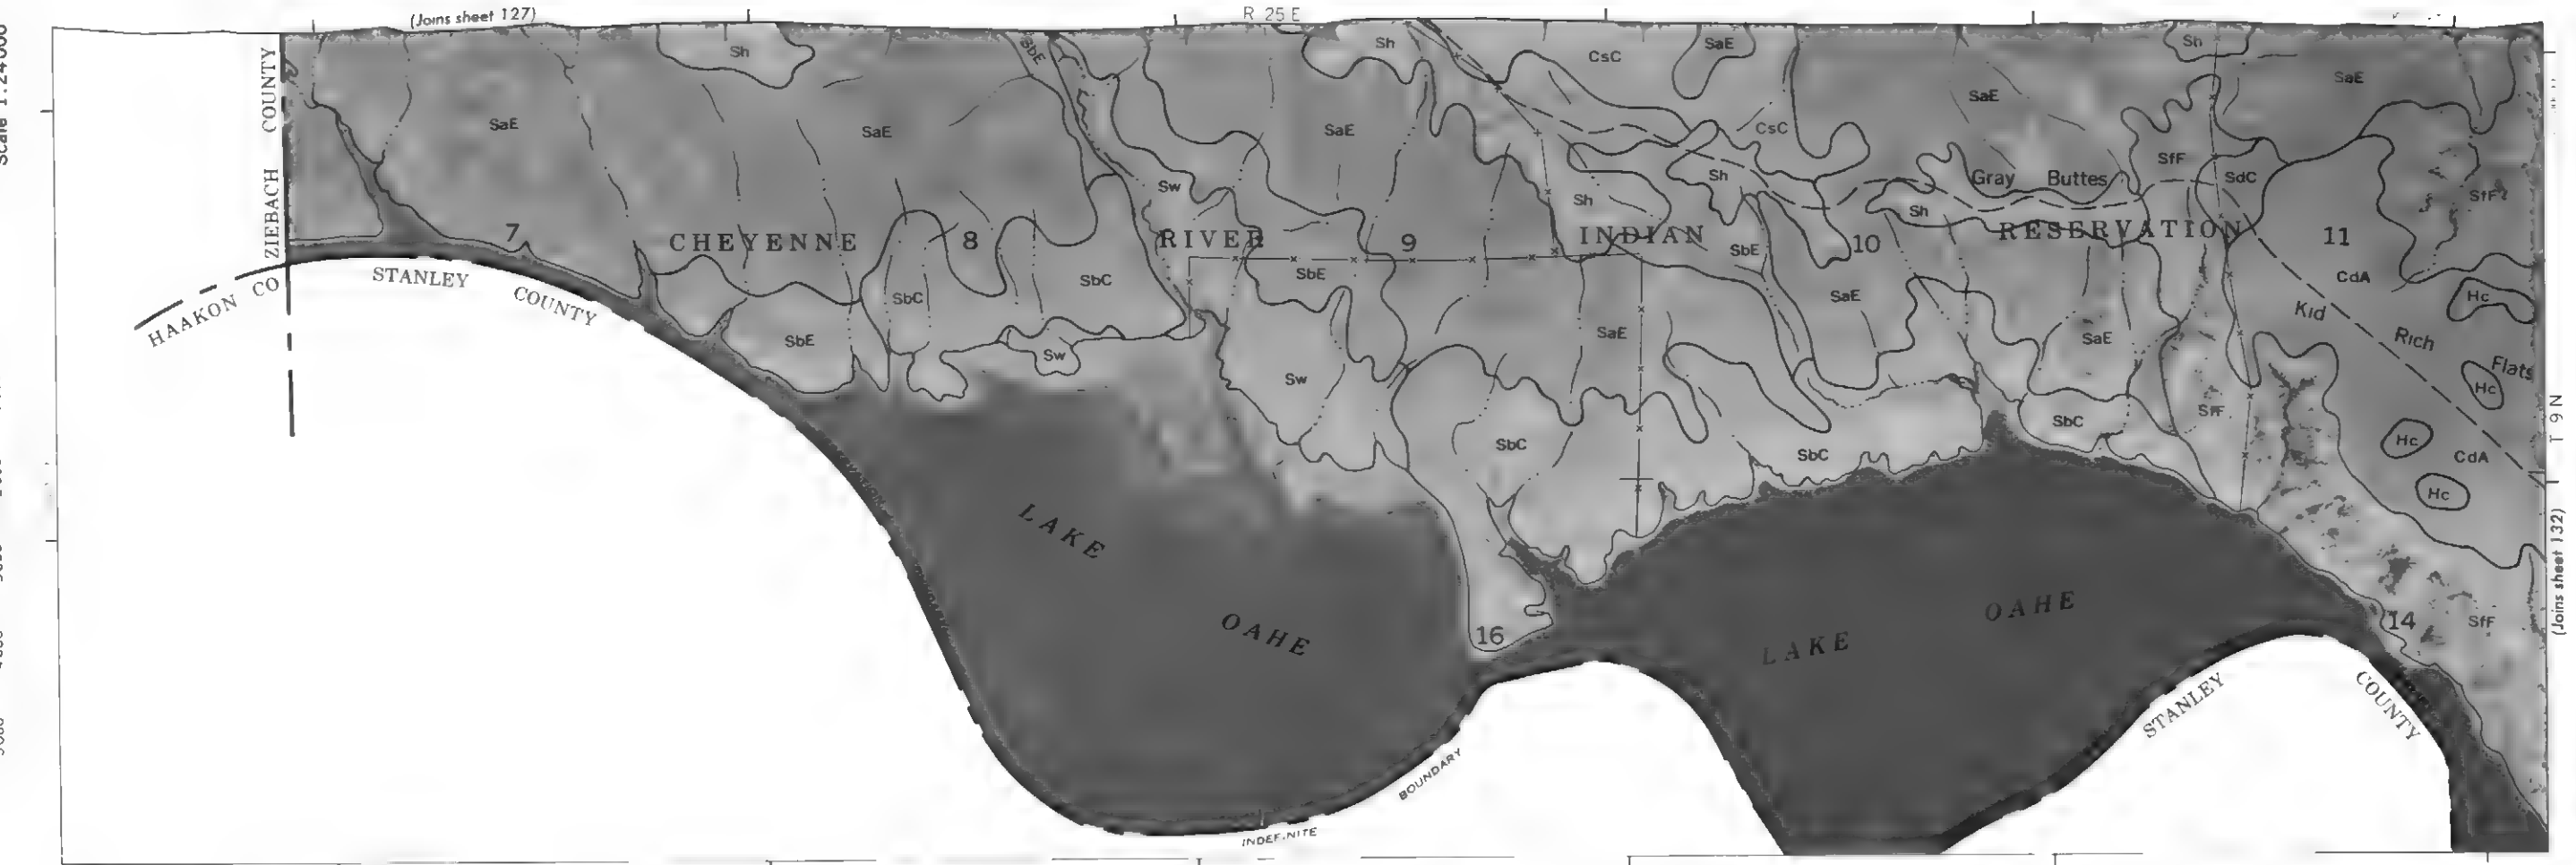 (Joins sheet 127)
R 25 E
Scale 1:24000
ZIEBACH COUNTY
Sh
SbE
Sh
CsC
SaE
Sh
SaE
SaE
SaE
SaE
SaE
SaE
CsC
Sw
Sh
Sh
Gray Buttes
SfF
SdC
SfF
Sh
7
CHEYENNE
8
RIVER
9
INDIAN
SbE
10
RESERVATION
11
CdA
HAAKON CO
STANLEY COUNTY
SbC
SbC
SbE
SaE
Hc
Kid Rich Flats
SbE
Sw
SaE
SaE
Sw
Hc
SbC
SbC
SbC
SfF
Hc
CdA
Hc
T 9 N
LAKE OAHE
LAKE OAHE
16
14
SfF
(Joins sheet 132)
STANLEY COUNTY
INDEFINITE BOUNDARY